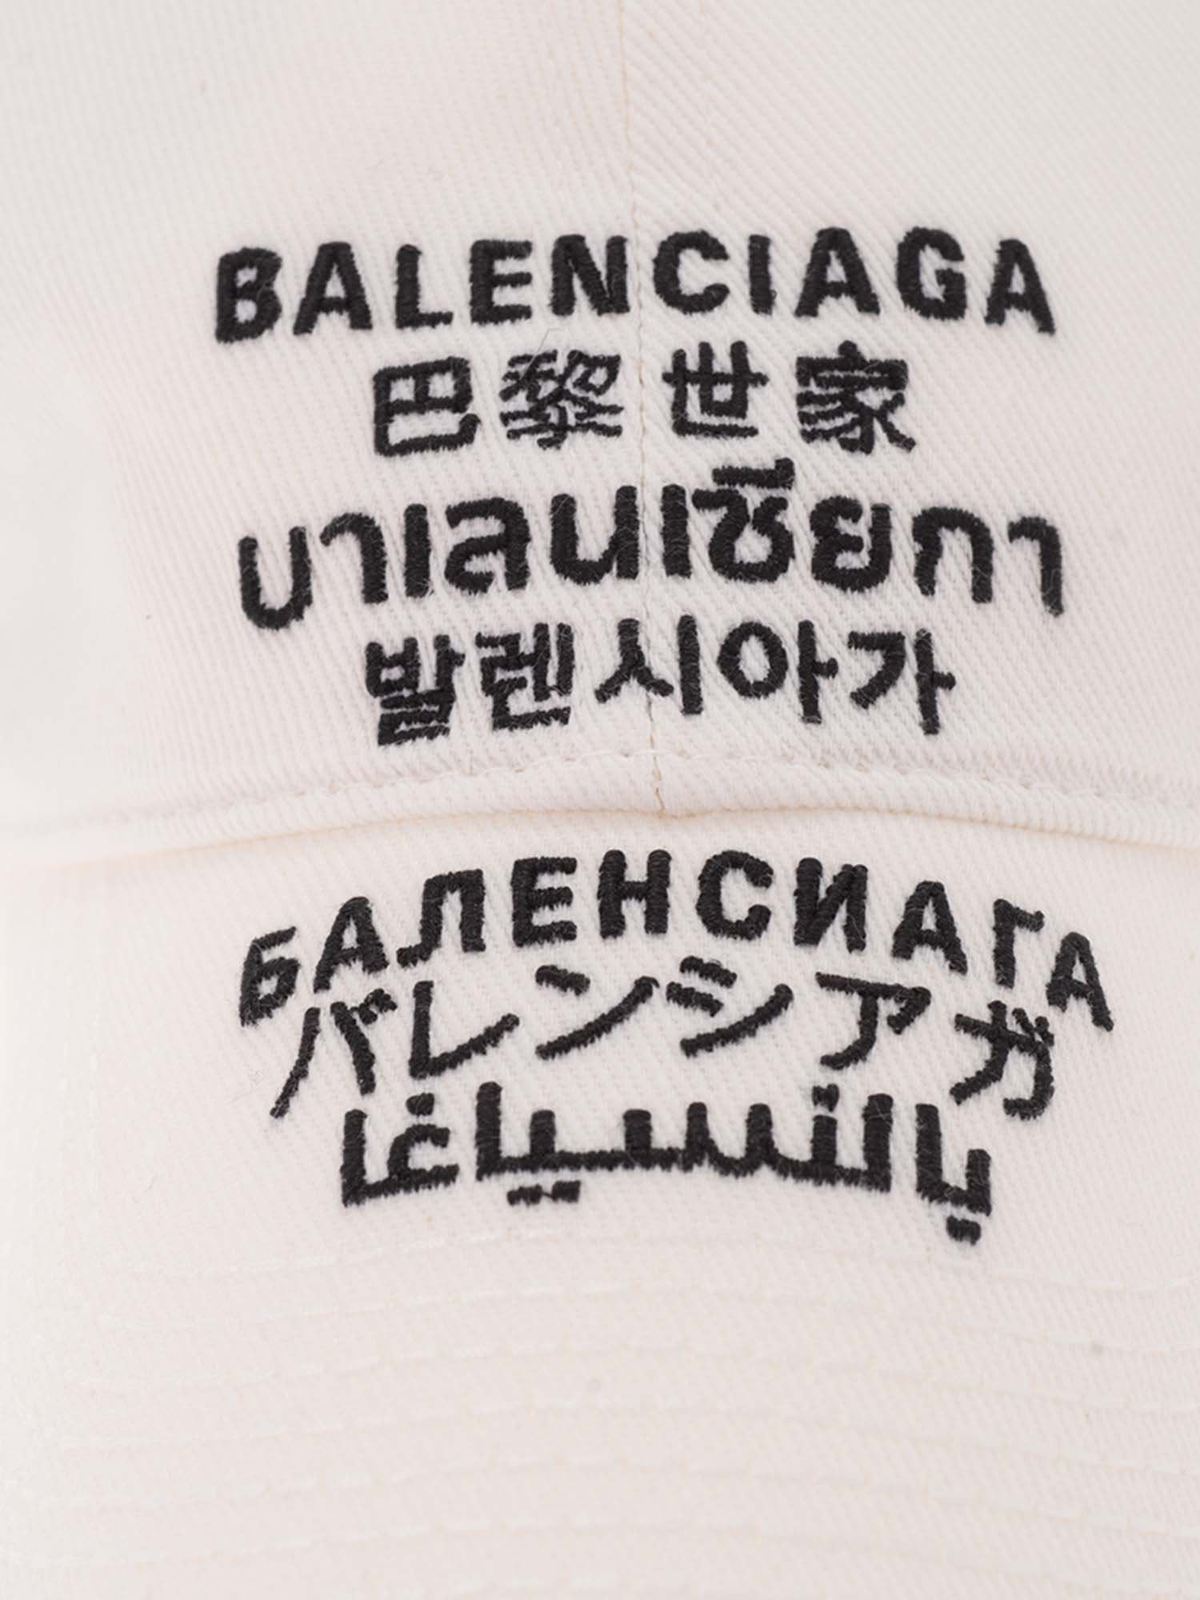 BALENCIAGA
巴黎世家
บาเลนเซียกา
발렌시아가
БАЛЕНСИАГА
バレンシアガ
بالنسياغا